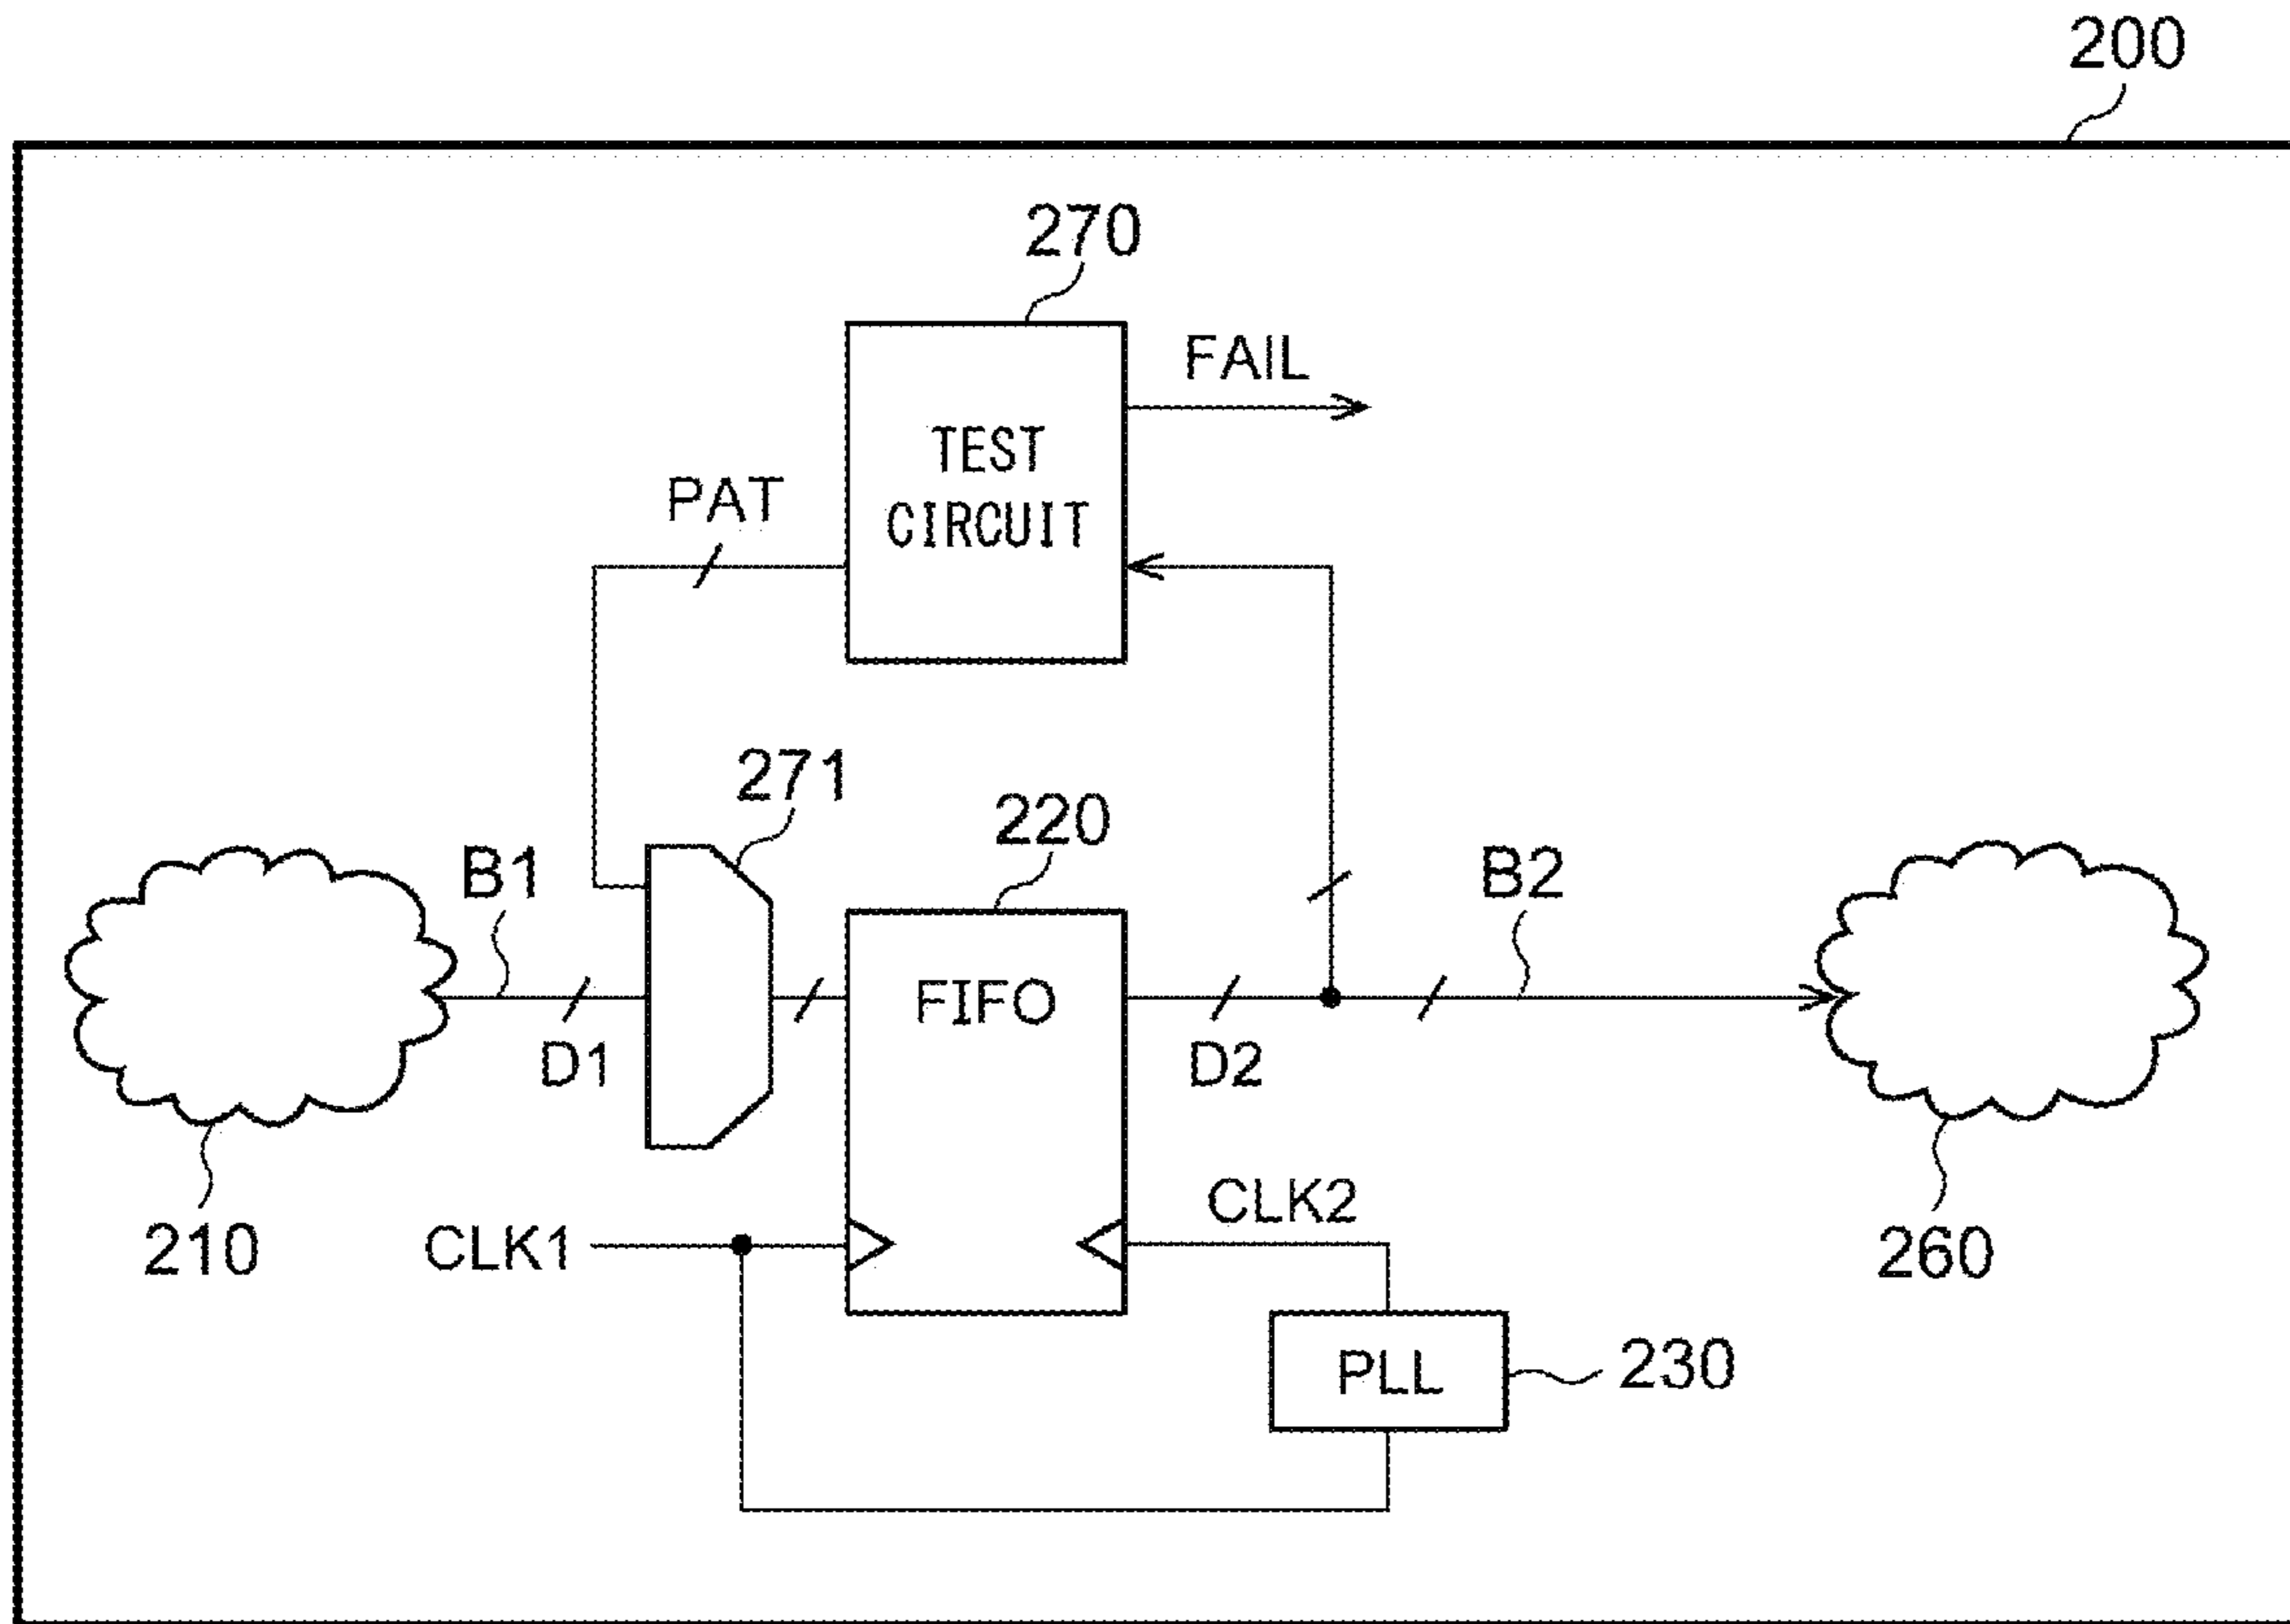 200
270
FAIL
TEST
CIRCUIT
PAT
271
220
B1
B2
FIFO
D1
D2
CLK2
CLK1
210
260
PLL
230